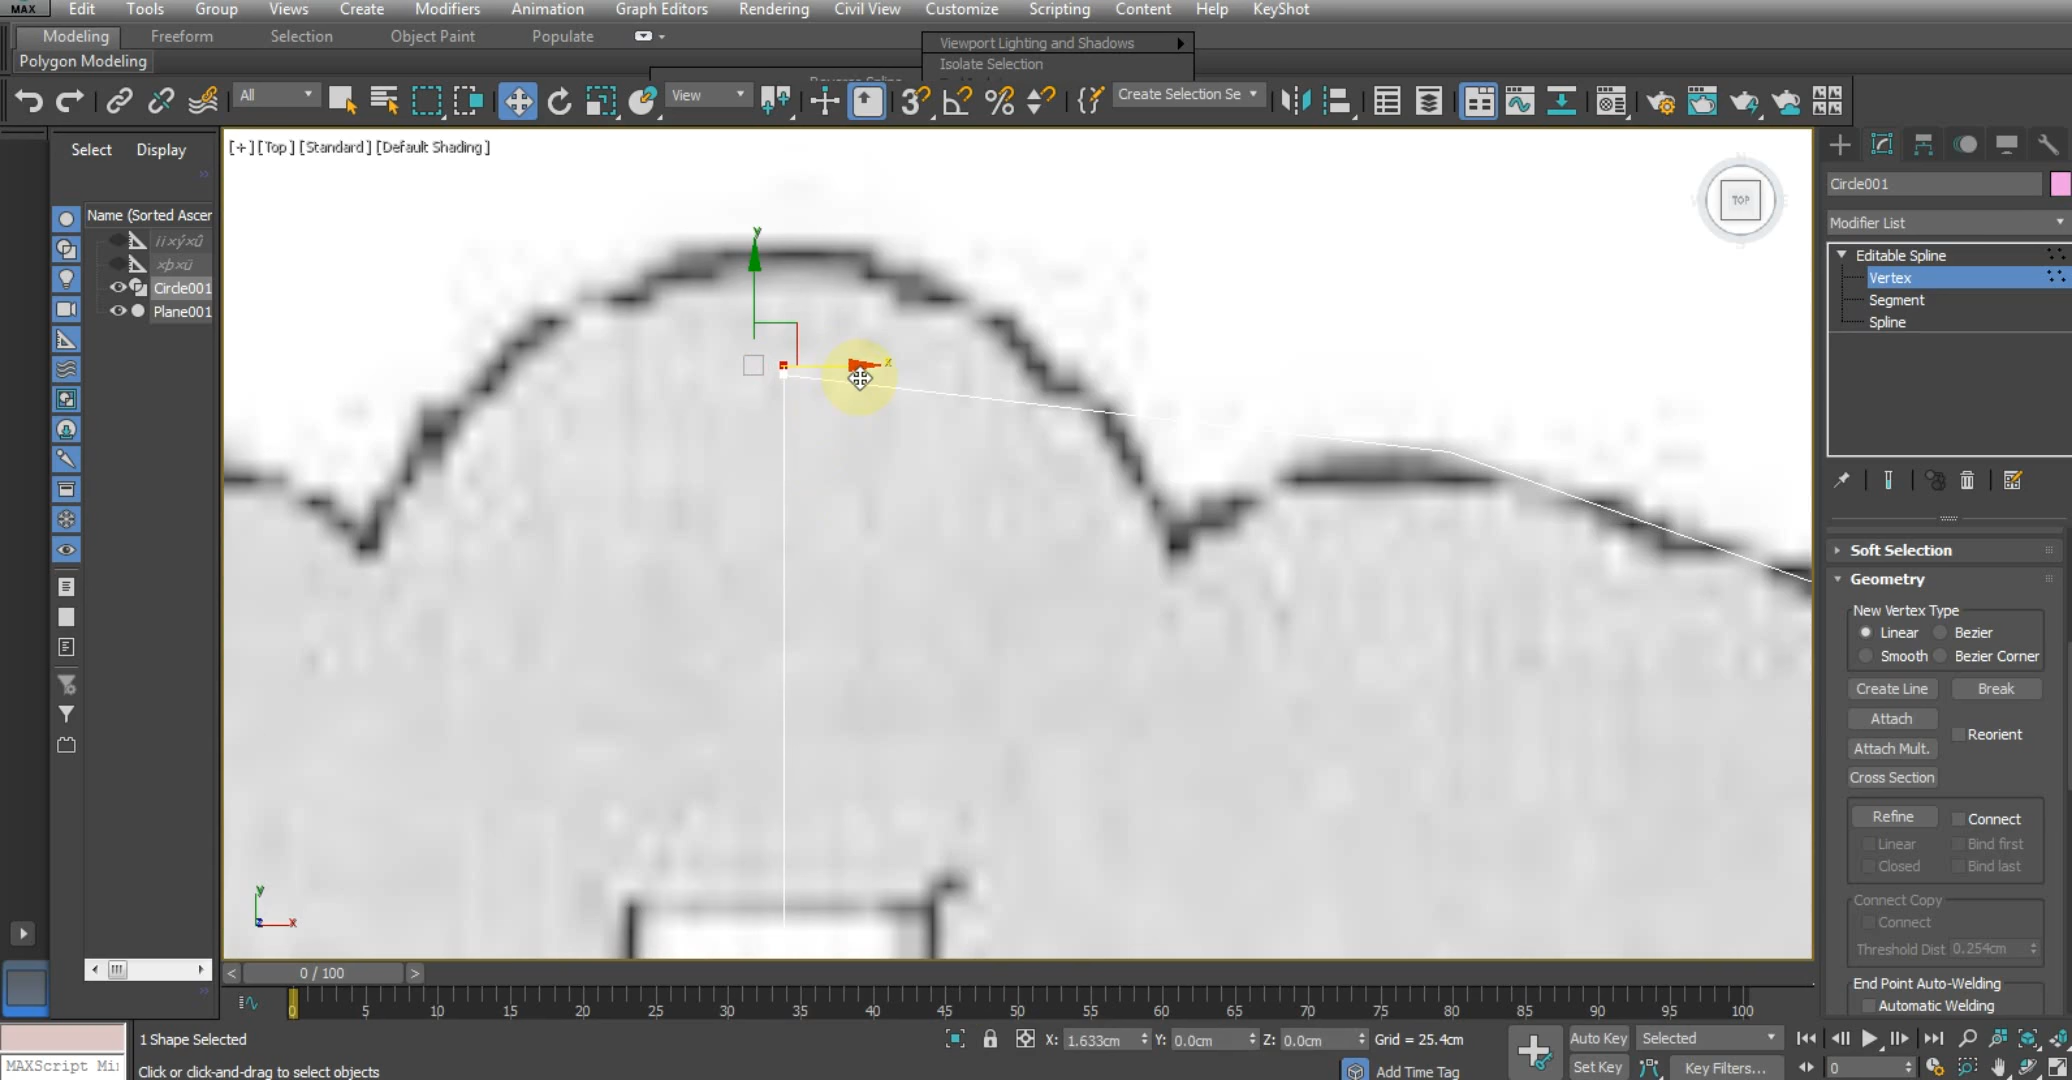 MAX Edit Tools Group Views Create Modifiers Animation Graph Editors Rendering Civil View Customize Scripting Content Help KeyShot
Modeling Freeform Selection Object Paint Populate
Viewport Lighting and Shadows
Polygon Modeling
Isolate Selection
All
View
Create Selection Se
Select Display
[+][Top][Standard][Default Shading]
TOP
Circle001
Modifier List
Name (Sorted Ascer
Circle001
Plane001
Editable Spline
Vertex
Segment
Spline
y
x
Soft Selection
Geometry
New Vertex Type
Linear Bezier
Smooth Bezier Corner
Create Line Break
Attach
Reorient
Attach Mult.
Cross Section
Refine Connect
Linear Bind first
Closed Bind last
Connect Copy
Connect
Threshold Dist 0.254cm
End Point Auto-Welding
Automatic Welding
y
x
< 0 / 100 >
0 5 10 15 20 25 30 35 40 45 50 55 60 65 70 75 80 85 90 95 100
1 Shape Selected
X: 1.633cm Y: 0.0cm Z: 0.0cm Grid = 25.4cm
Auto Key Selected
MAXScript Mi
Click or click-and-drag to select objects
Add Time Tag
Set Key Key Filters...
0